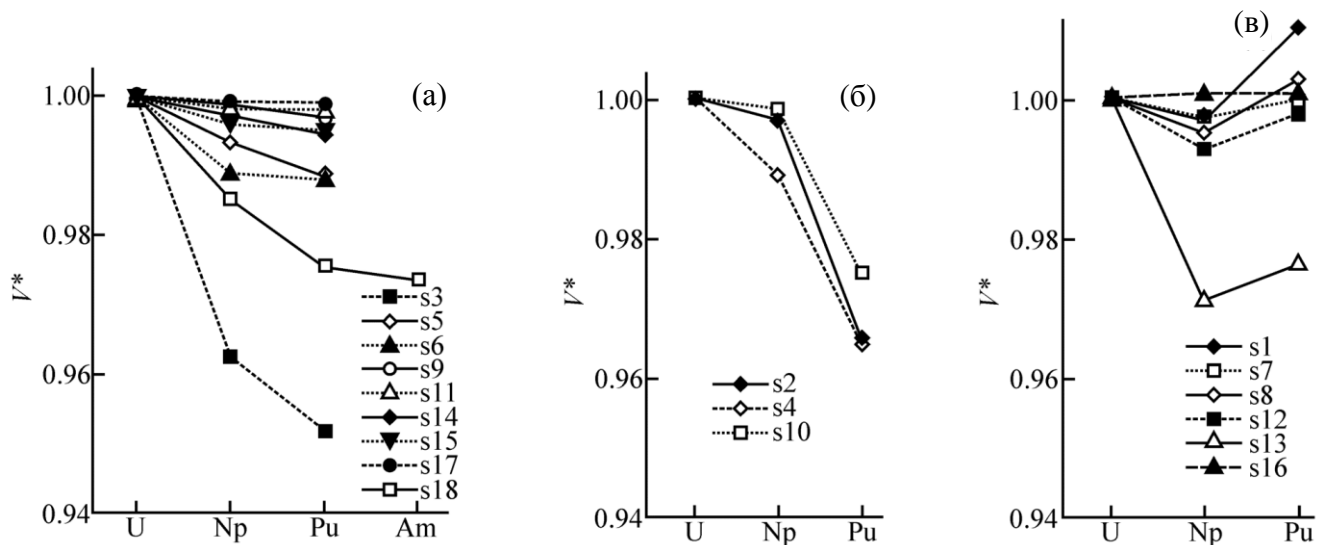 (а)
1.00
0.98
0.96
0.94
V*
U Np Pu Am
s3
s5
s6
s9
s11
s14
s15
s17
s18
(б)
1.00
0.98
0.96
0.94
V*
U Np Pu
s2
s4
s10
(в)
1.00
0.98
0.96
0.94
V*
U Np Pu
s1
s7
s8
s12
s13
s16